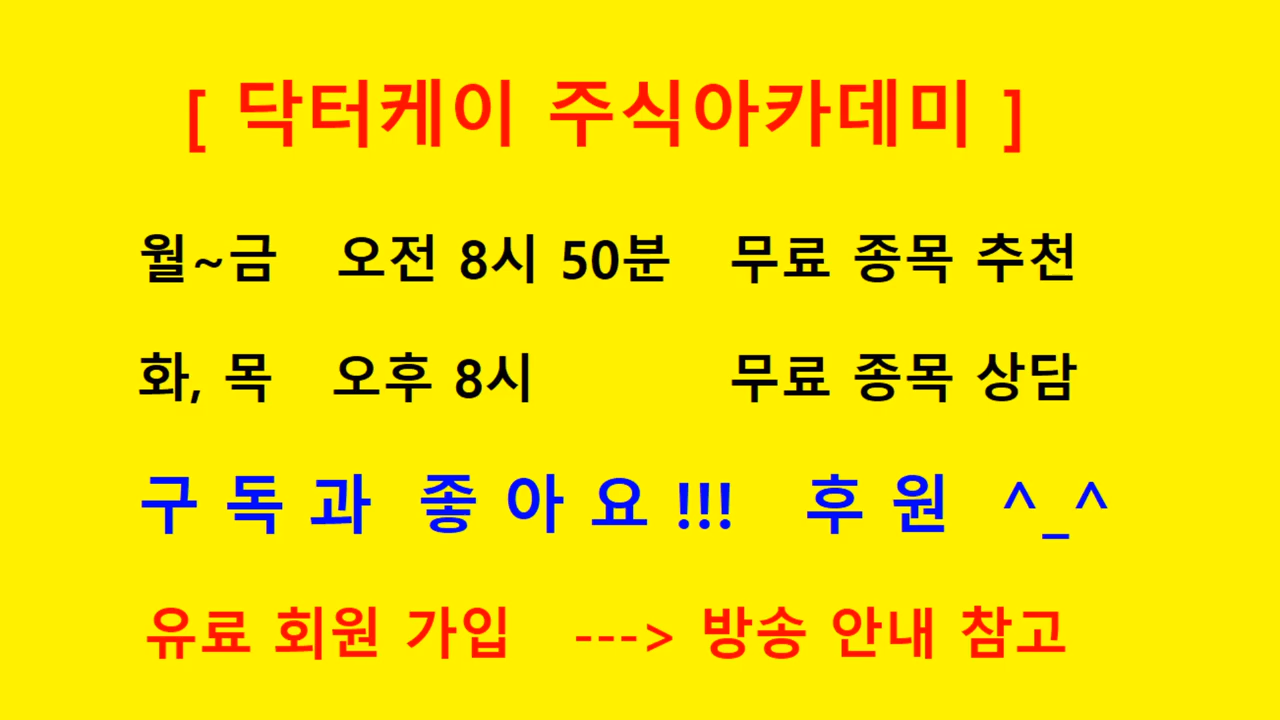 [ 닥터케이 주식아카데미 ]
월~금 오전 8시 50분 무료 종목 추천
화, 목 오후 8시 무료 종목 상담
구 독 과 좋 아 요 !!! 후 원 ^_^
유료 회원 가입 ---> 방송 안내 참고